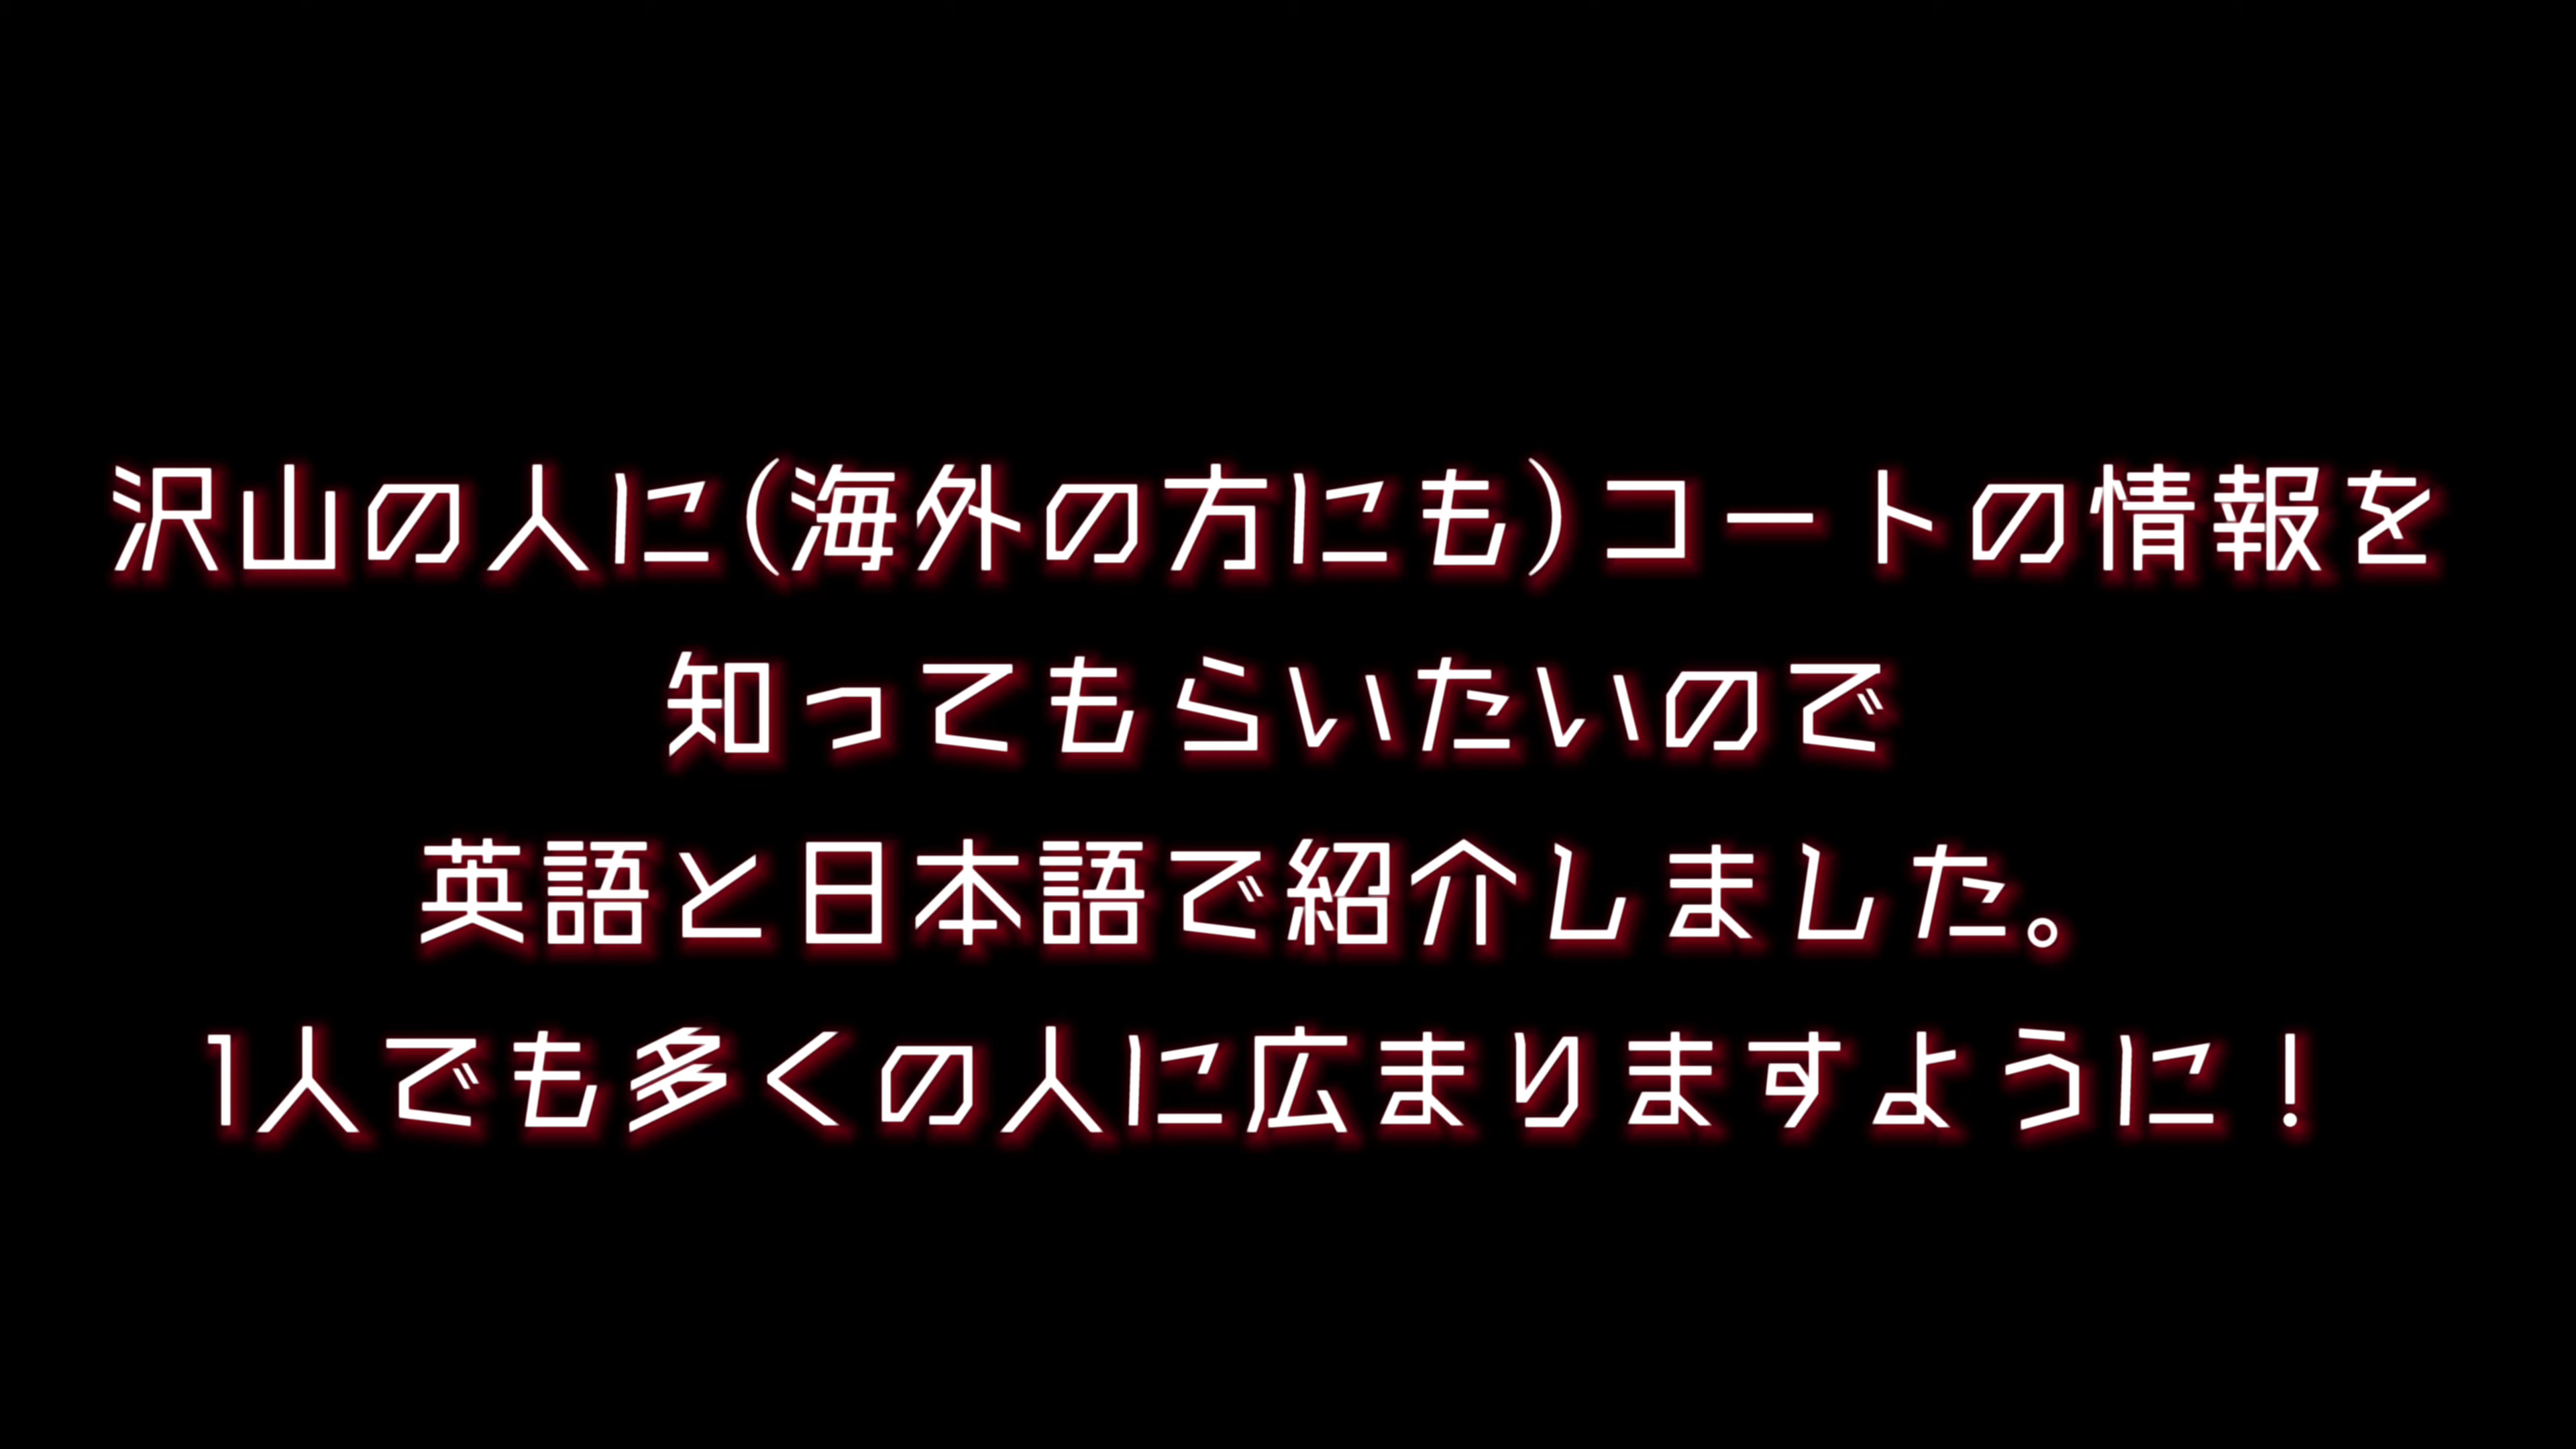 沢山の人に(海外の方にも)コートの情報を
知ってもらいたいので
英語と日本語で紹介しました。
1人でも多くの人に広まりますように！